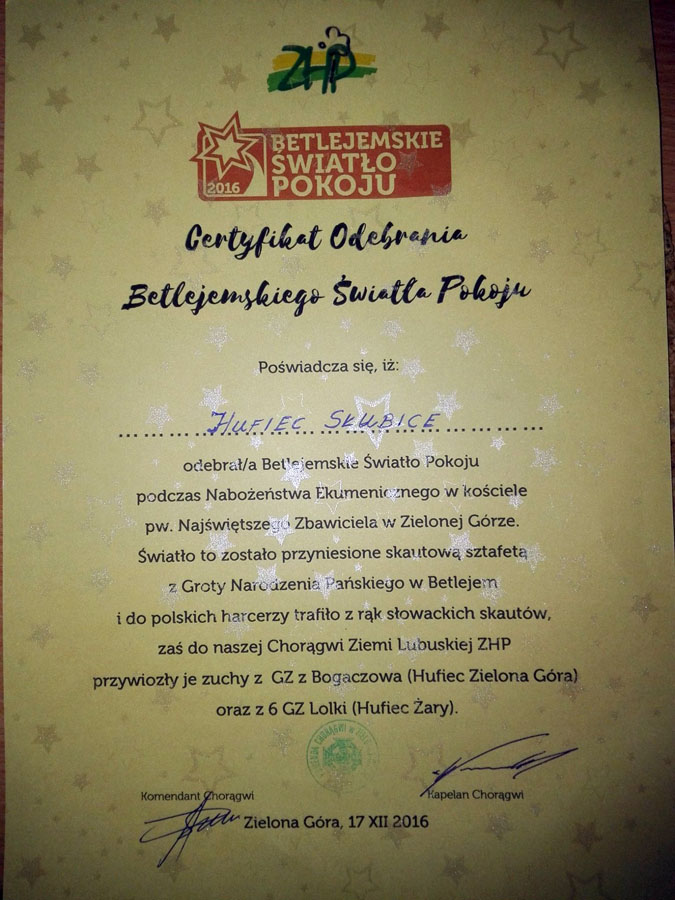 ZHP
BETLEJEMSKIE
ŚWIATŁO
POKOJU
2016
Certyfikat Odebrania
Betlejemskiego Światła Pokoju
Poświadcza się, iż:
HUFIEC SŁUBICE
odebrał/a Betlejemskie Światło Pokoju
podczas Nabożeństwa Ekumenicznego w kościele
pw. Najświętszego Zbawiciela w Zielonej Górze.
Światło to zostało przyniesione skautową sztafetą
z Groty Narodzenia Pańskiego w Betlejem
i do polskich harcerzy trafiło z rąk słowackich skautów,
zaś do naszej Chorągwi Ziemi Lubuskiej ZHP
przywiozły je zuchy z GZ z Bogaczowa (Hufiec Zielona Góra)
oraz z 6 GZ Lolki (Hufiec Żary).
Komendant Chorągwi
Kapelan Chorągwi
Zielona Góra, 17 XII 2016